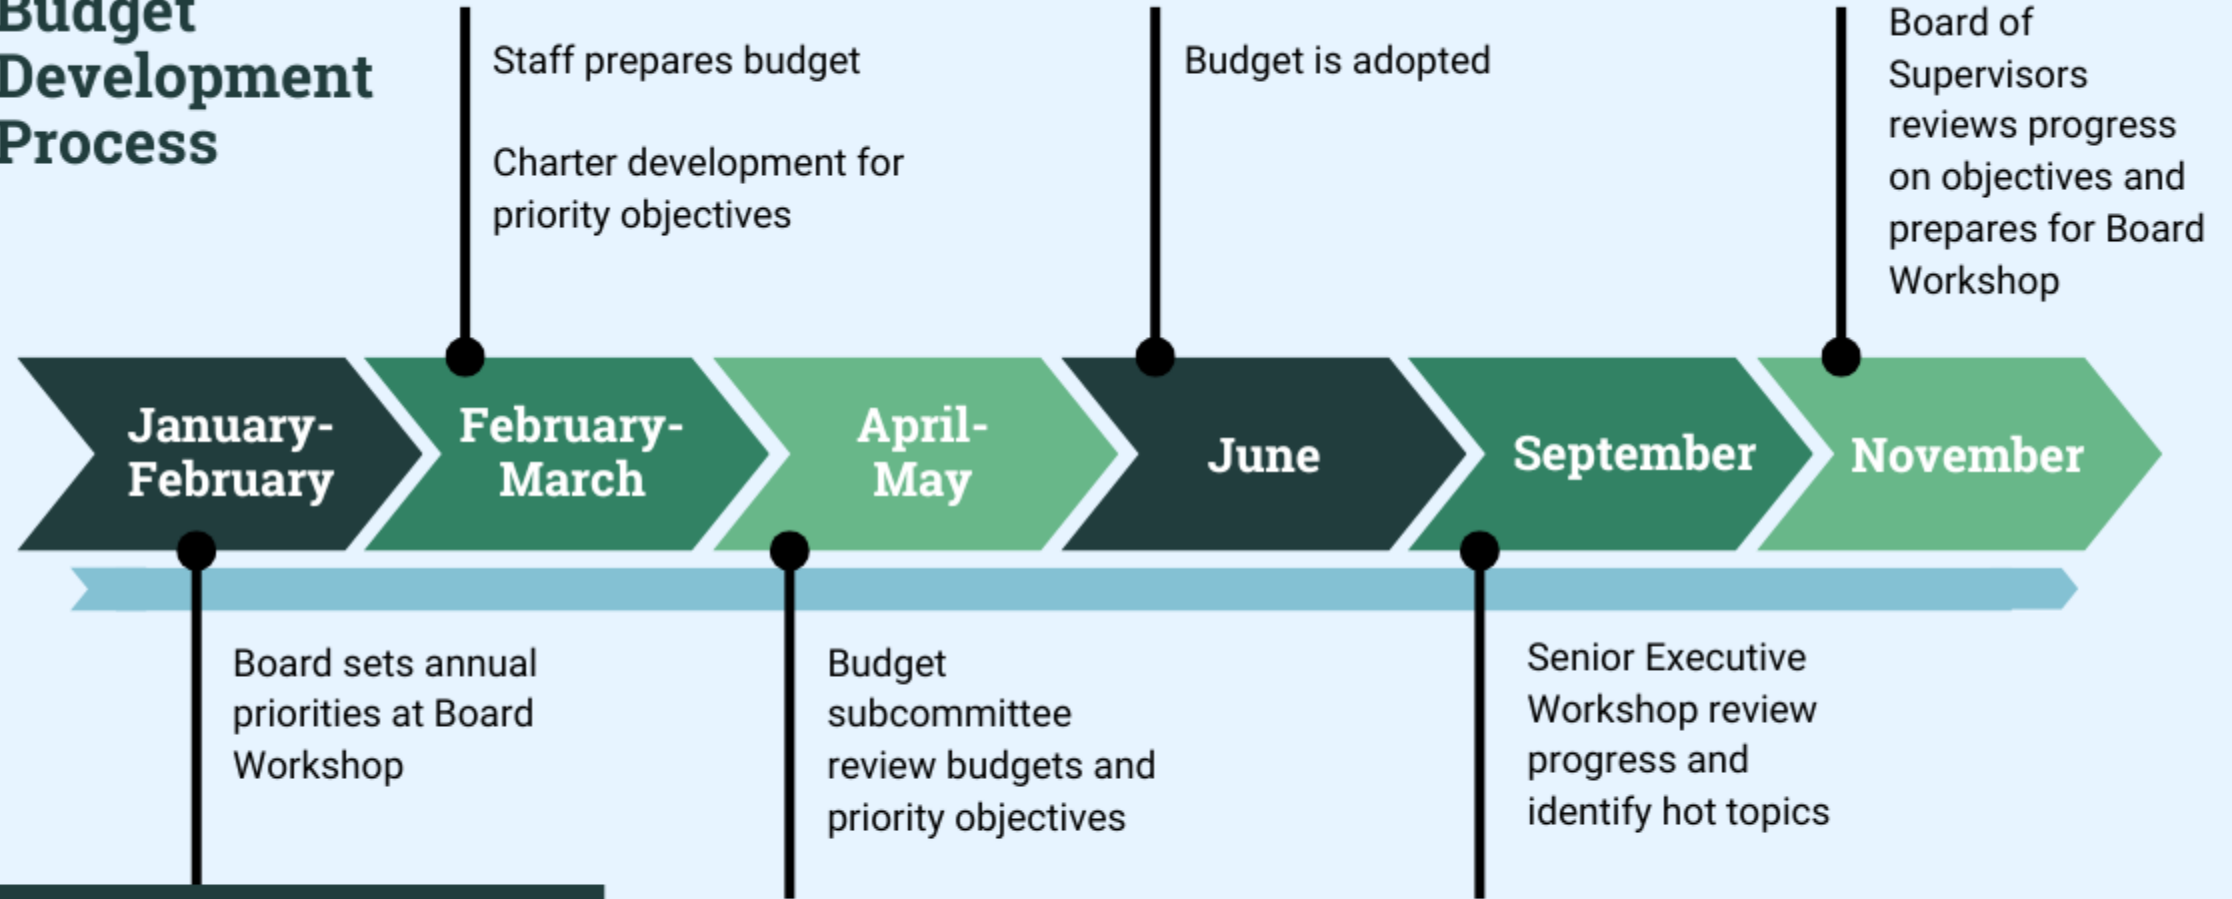 Budget
Development
Process
Staff prepares budget
Charter development for
priority objectives
Budget is adopted
Board of
Supervisors
reviews progress
on objectives and
prepares for Board
Workshop
January-
February
February-
March
April-
May
June
September
November
Board sets annual
priorities at Board
Workshop
Budget
subcommittee
review budgets and
priority objectives
Senior Executive
Workshop review
progress and
identify hot topics